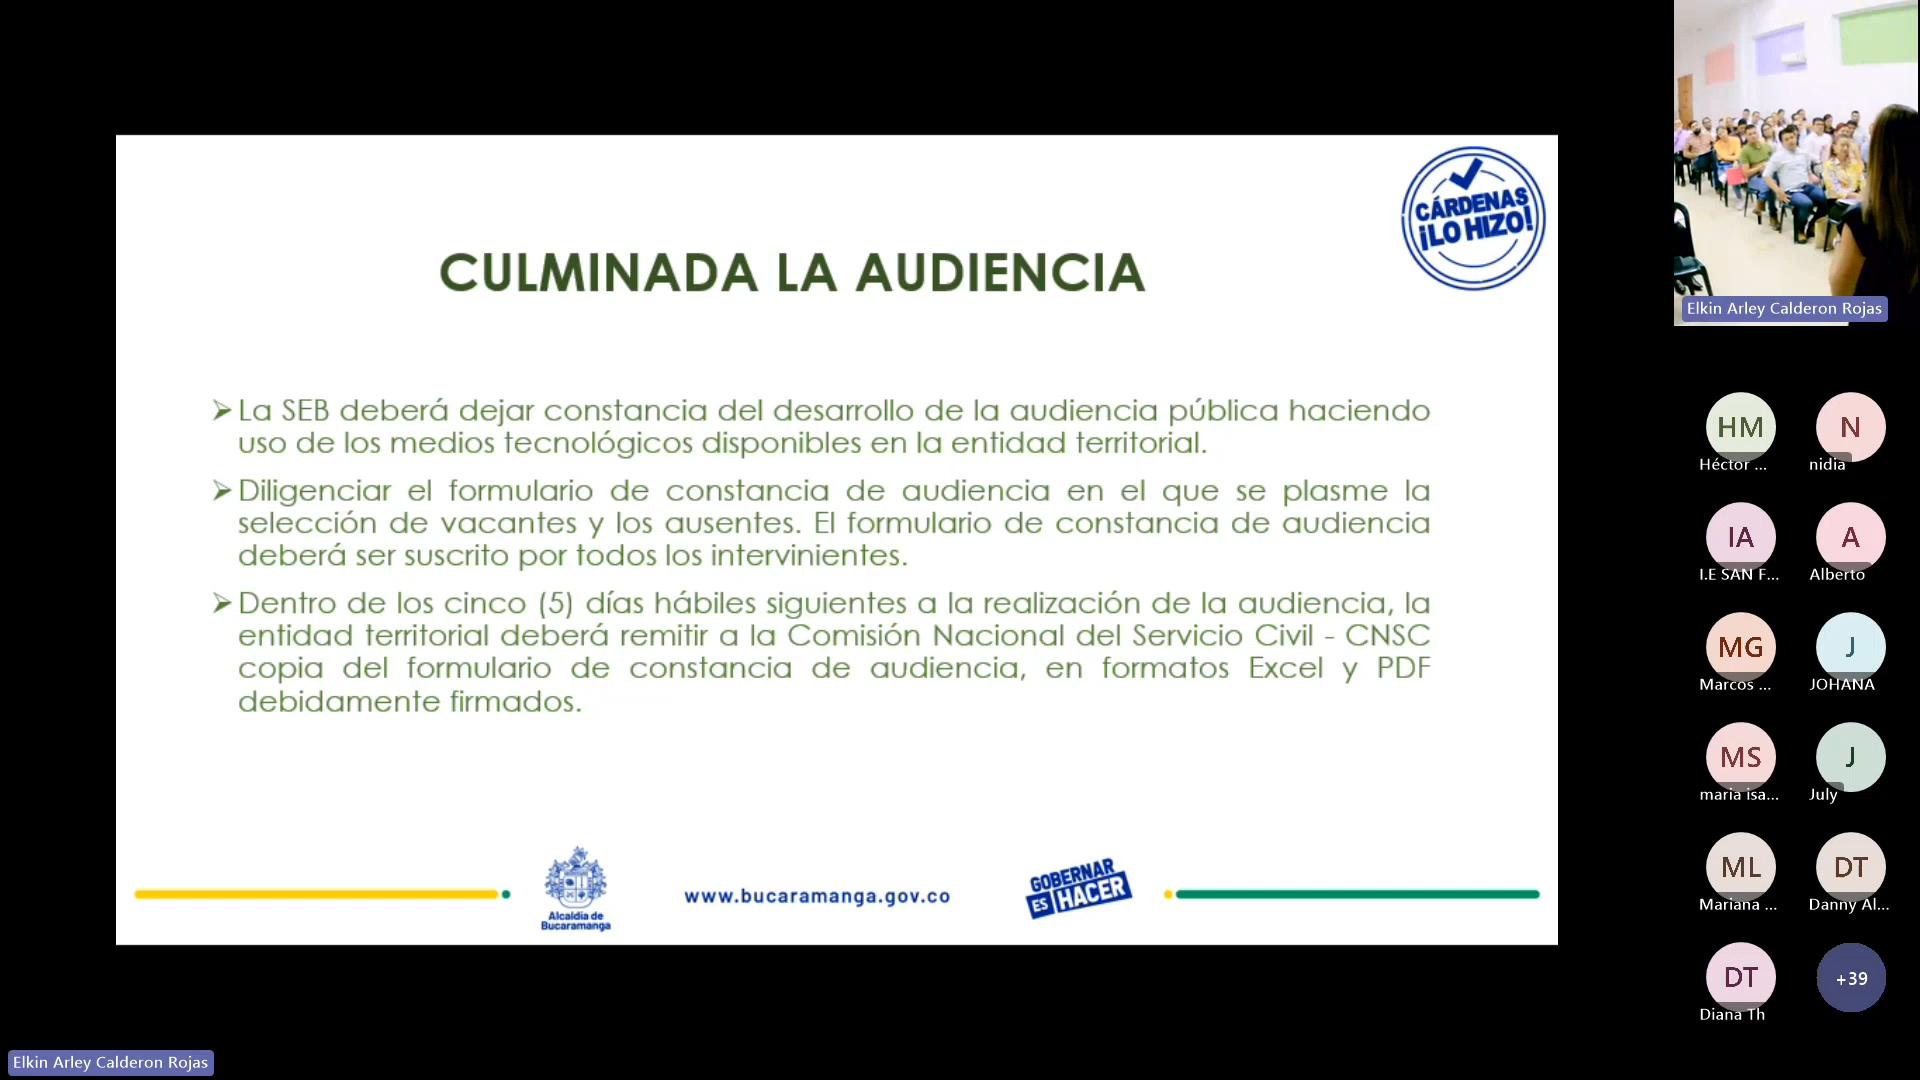 CÁRDENAS
¡LO HIZO!
CULMINADA LA AUDIENCIA
La SEB deberá dejar constancia del desarrollo de la audiencia pública haciendo
uso de los medios tecnológicos disponibles en la entidad territorial.
Diligenciar el formulario de constancia de audiencia en el que se plasme la
selección de vacantes y los ausentes. El formulario de constancia de audiencia
deberá ser suscrito por todos los intervinientes.
Dentro de los cinco (5) días hábiles siguientes a la realización de la audiencia, la
entidad territorial deberá remitir a la Comisión Nacional del Servicio Civil - CNSC
copia del formulario de constancia de audiencia, en formatos Excel y PDF
debidamente firmados.
Alcaldía de
Bucaramanga
www.bucaramanga.gov.co
GOBERNAR
ES HACER
Elkin Arley Calderon Rojas
Elkin Arley Calderon Rojas
HM
Héctor ...
N
nidia
IA
I.E SAN F...
A
Alberto
MG
Marcos ...
J
JOHANA
MS
maria isa...
J
July
ML
Mariana ...
DT
Danny Al...
DT
Diana Th
+39